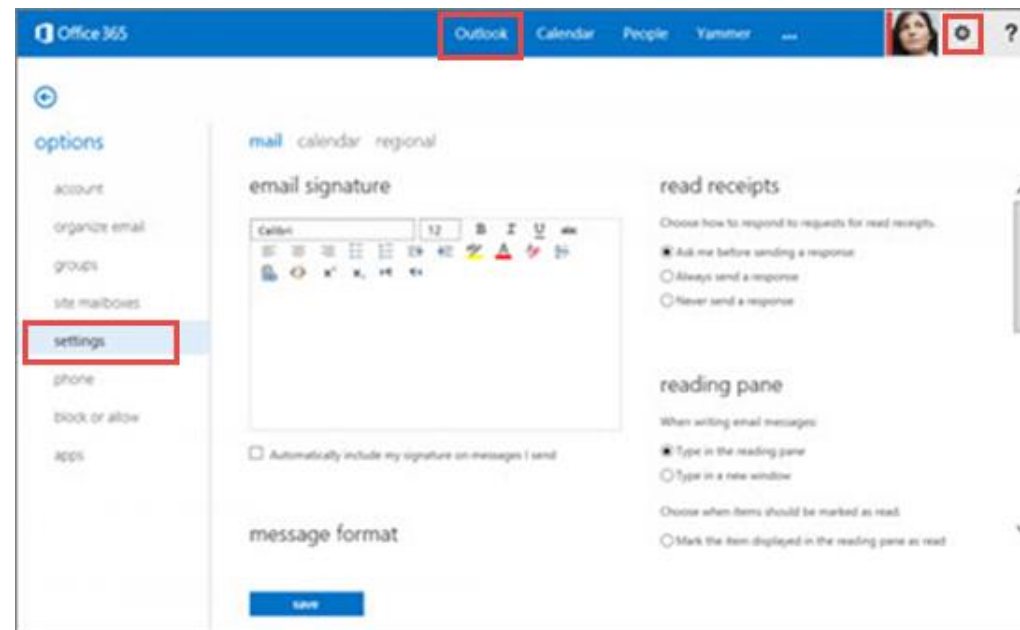 Office 365 Outlook Calendar People Yammer ... ?
options
account
organize email
groups
site mailboxes
settings
phone
block or allow
apps
mail calendar regional
email signature
Calibri 12 B I U abc
Automatically include my signature on messages I send
message format
save
read receipts
Choose how to respond to requests for read receipts.
Ask me before sending a response
Always send a response
Never send a response
reading pane
When writing email messages:
Type in the reading pane
Type in a new window
Choose when items should be marked as read.
Mark the item displayed in the reading pane as read